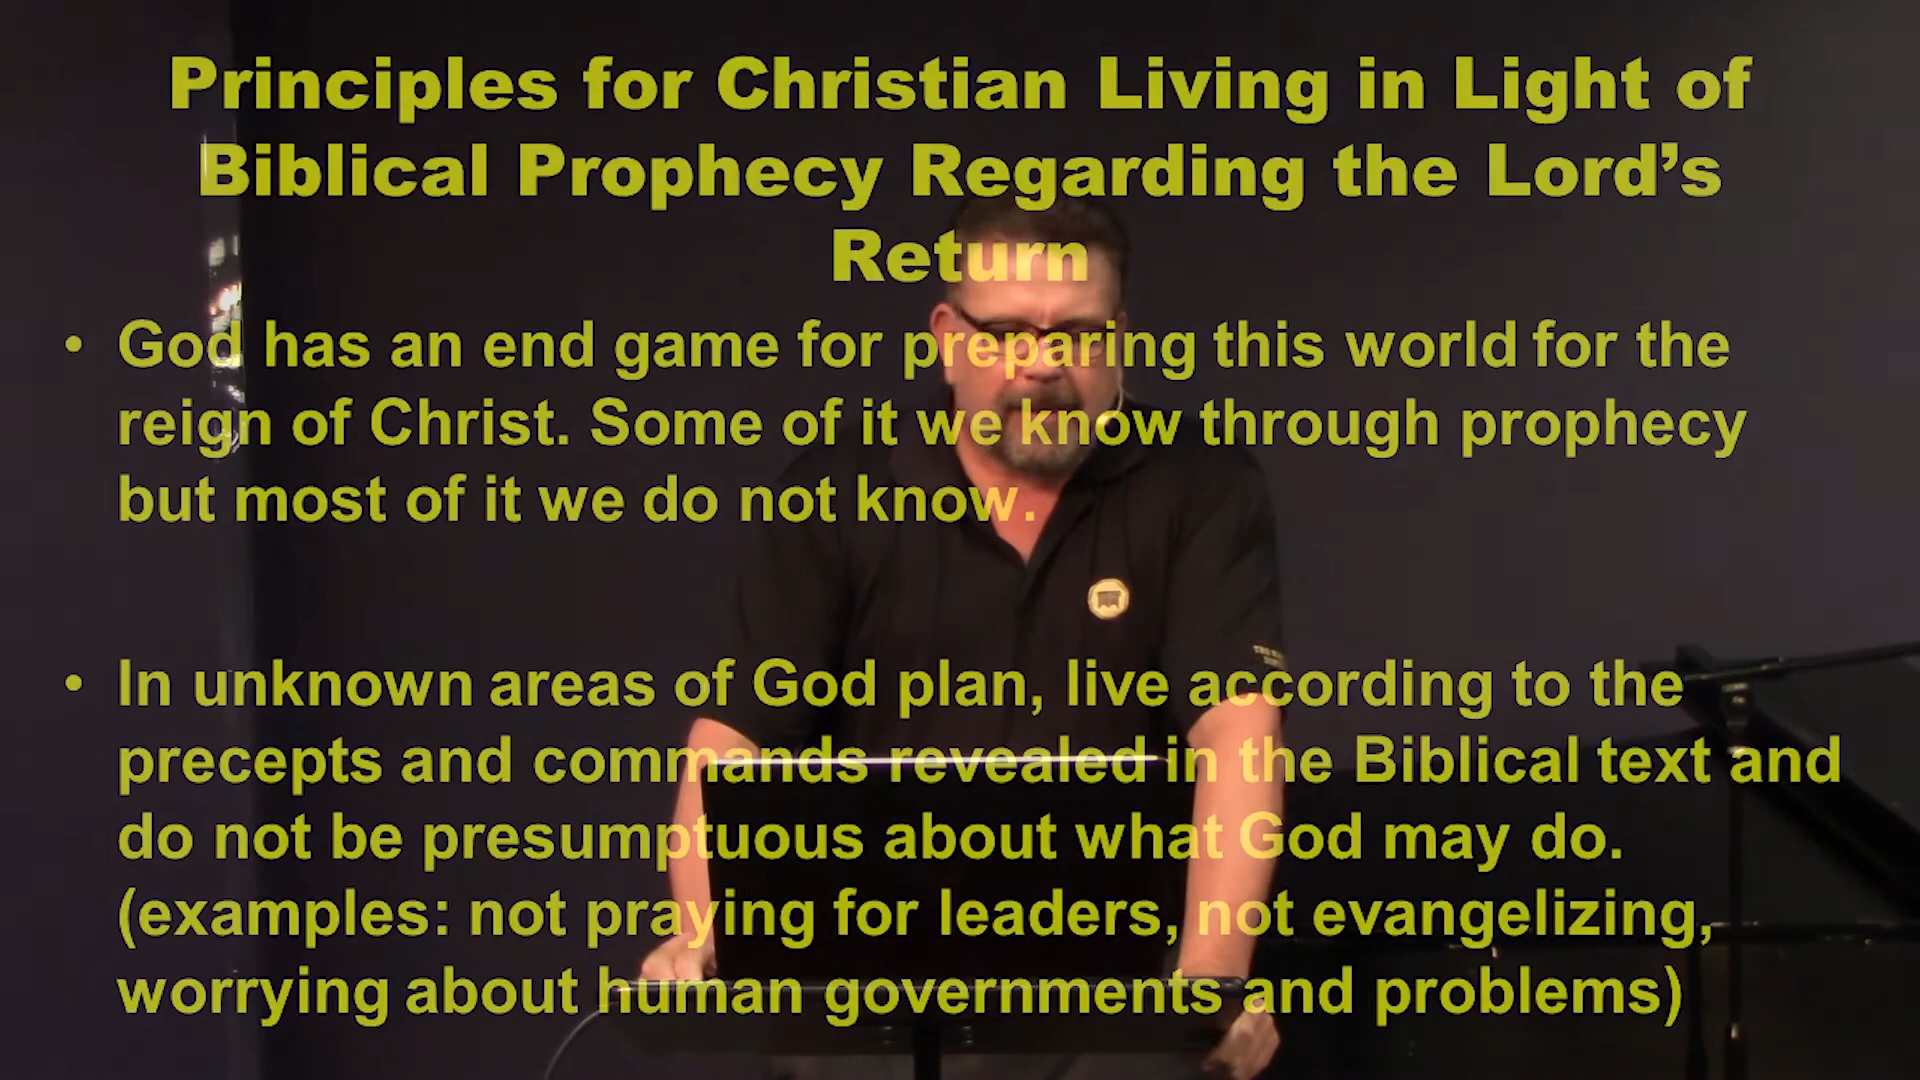 Principles for Christian Living in Light of
Biblical Prophecy Regarding the Lord’s
Return
• God has an end game for preparing this world for the
reign of Christ. Some of it we know through prophecy
but most of it we do not know.
• In unknown areas of God plan, live according to the
precepts and commands revealed in the Biblical text and
do not be presumptuous about what God may do.
(examples: not praying for leaders, not evangelizing,
worrying about human governments and problems)